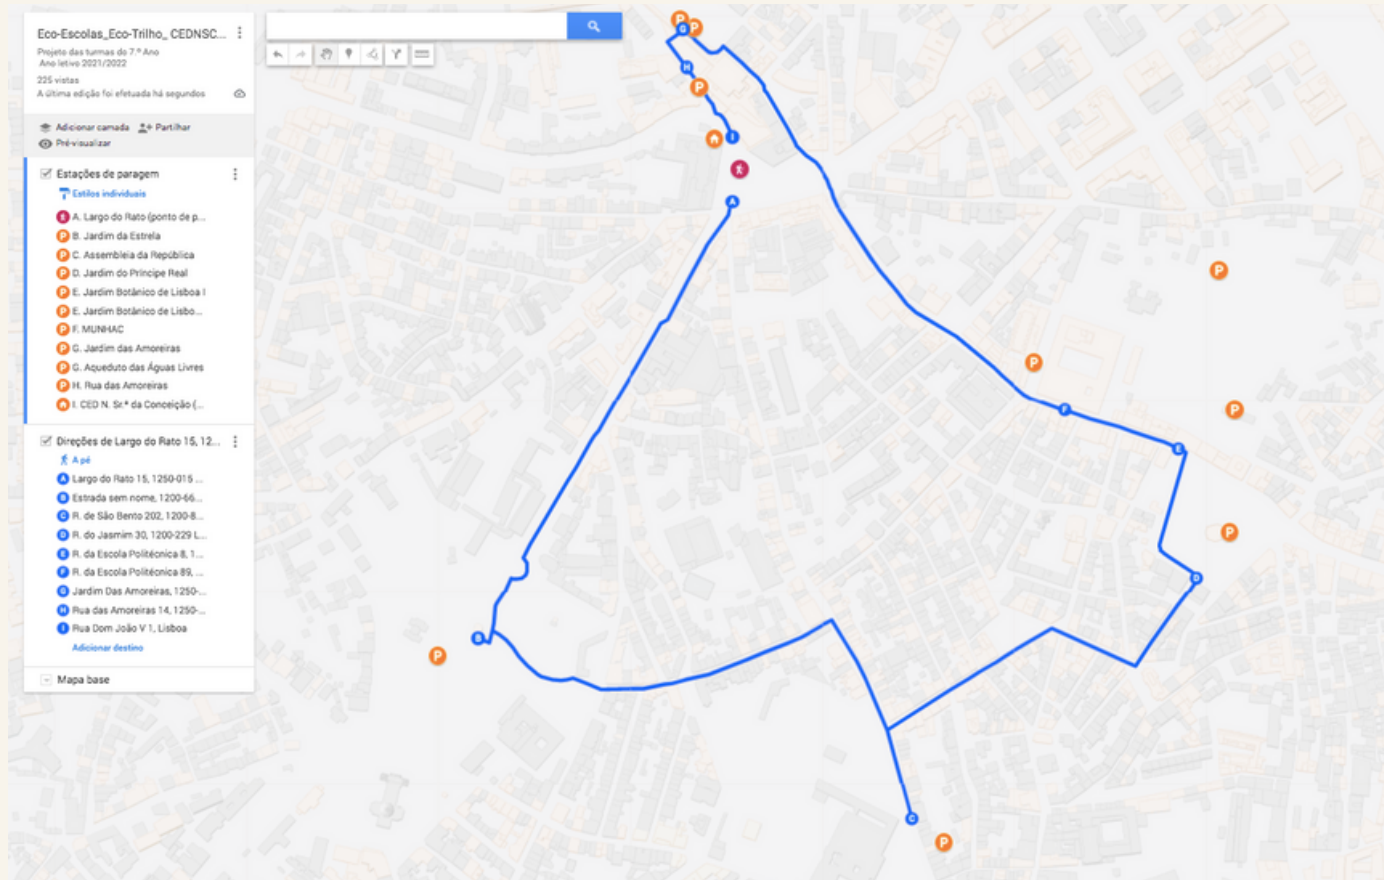 Eco-Escolas_Eco-Trilho_ CEDNSC...
Projeto das turmas do 7.º Ano
Ano letivo 2021/2022
225 vistas
A última edição foi efetuada há segundos
Adicionar camada Partilhar
Pré-visualizar
Estações de paragem
Estilos individuais
A. Largo do Rato (ponto de p...
P B. Jardim da Estrela
P C. Assembleia da República
P D. Jardim do Príncipe Real
P E. Jardim Botânico de Lisboa I
P E. Jardim Botânico de Lisbo...
P F. MUNHAC
P G. Jardim das Amoreiras
P G. Aqueduto das Águas Livres
P H. Rua das Amoreiras
I. CED N. Sr.ª da Conceição (...
Direções de Largo do Rato 15, 12...
A pé
A Largo do Rato 15, 1250-015 ...
B Estrada sem nome, 1200-66...
C R. de São Bento 202, 1200-8...
D R. do Jasmim 30, 1200-229 L...
E R. da Escola Politécnica 8, 1...
F R. da Escola Politécnica 89, ...
G Jardim Das Amoreiras, 1250-...
H Rua das Amoreiras 14, 1250-...
I Rua Dom João V 1, Lisboa
Adicionar destino
Mapa base
P
P
G
H
P
I
A
P
P
F
P
E
P
D
B
P
C
P